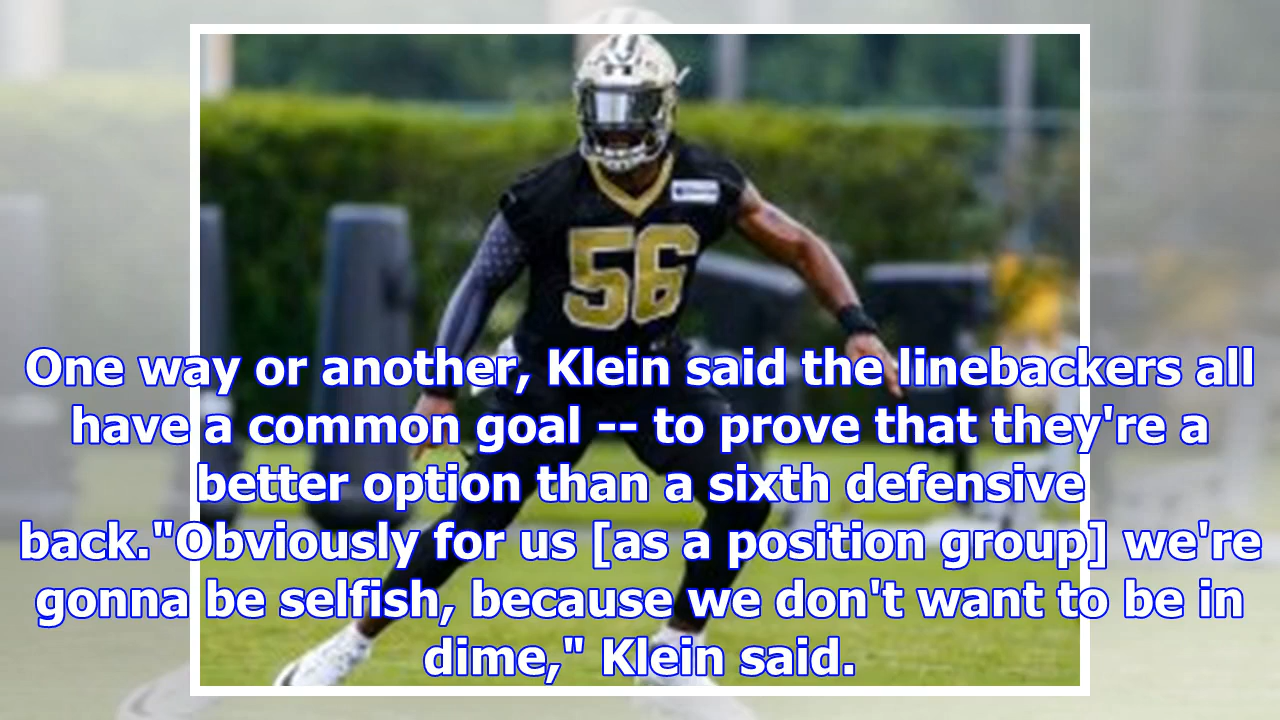 56
One way or another, Klein said the linebackers all
have a common goal -- to prove that they're a
better option than a sixth defensive
back."Obviously for us [as a position group] we're
gonna be selfish, because we don't want to be in
dime," Klein said.